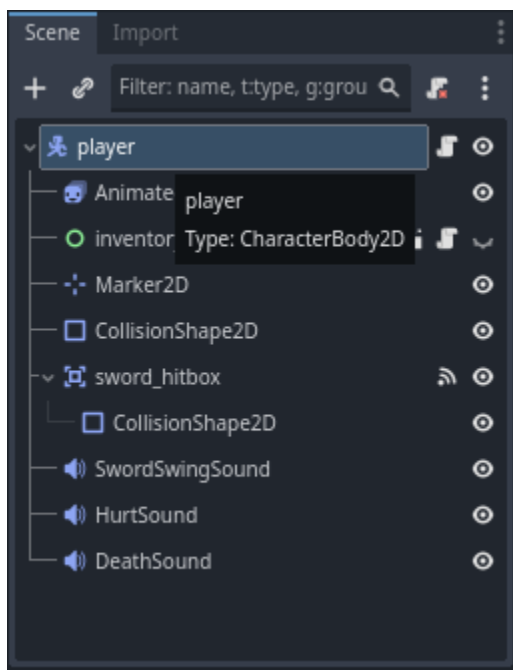 Scene Import
Filter: name, t:type, g:grou
player
Animate
player
inventor
Type: CharacterBody2D
Marker2D
CollisionShape2D
sword_hitbox
CollisionShape2D
SwordSwingSound
HurtSound
DeathSound